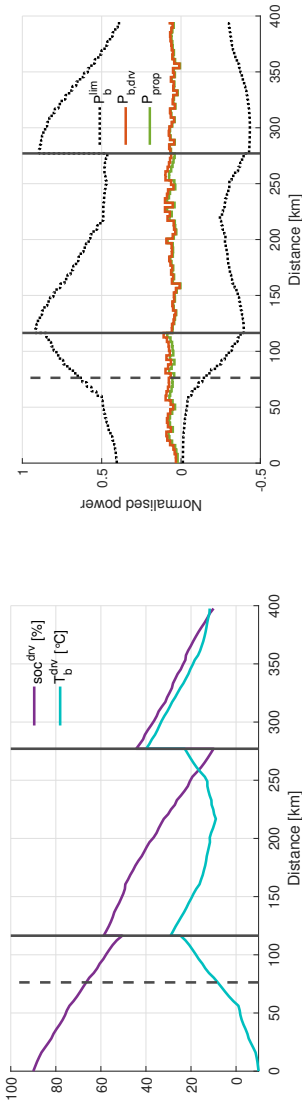 100
80
60
40
20
0
soc^drv [%]
T_b^drv [°C]
0 50 100 150 200 250 300 350 400
Distance [km]
Normalised power
1
0.5
0
-0.5
P_b^lim
P_b,drv
P_prop
0 50 100 150 200 250 300 350 400
Distance [km]